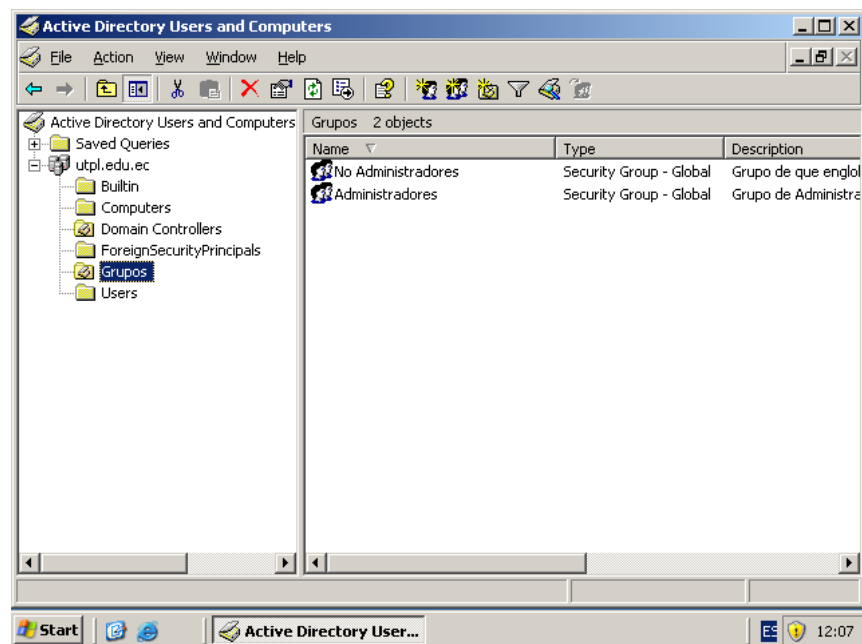 Active Directory Users and Computers
File Action View Window Help
Active Directory Users and Computers
Saved Queries
utpl.edu.ec
Builtin
Computers
Domain Controllers
ForeignSecurityPrincipals
Grupos
Users
Grupos 2 objects
Name Type Description
No Administradores Security Group - Global Grupo de que englol
Administradores Security Group - Global Grupo de Administra
Start Active Directory User... ES 12:07